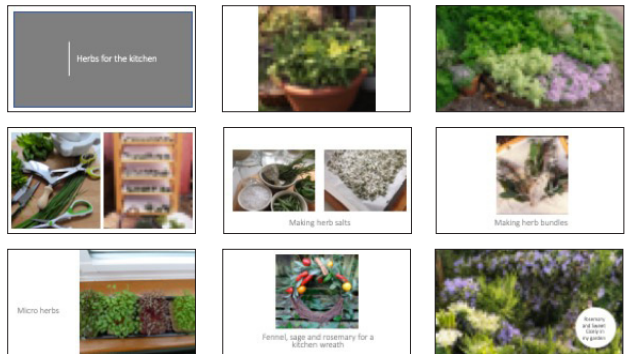 Herbs for the kitchen
Making herb salts
Making herb bundles
Micro herbs
Fennel, sage and rosemary for a
kitchen wreath
Rosemary
and Sweet
Cicely in
my garden